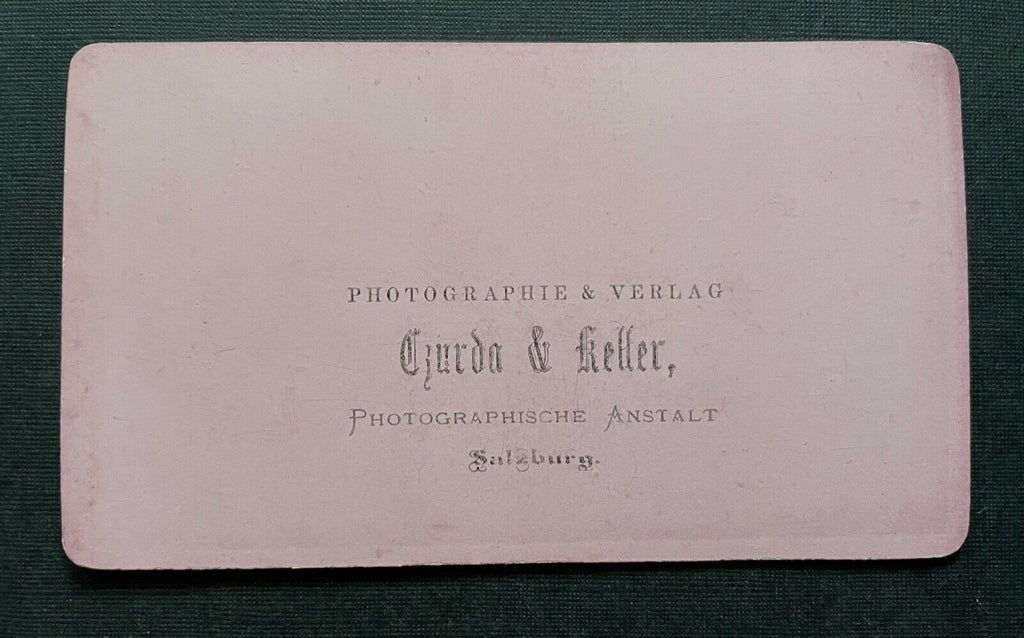 PHOTOGRAPHIE & VERLAG
Czurda & Keller,
PHOTOGRAPHISCHE ANSTALT
Salzburg.